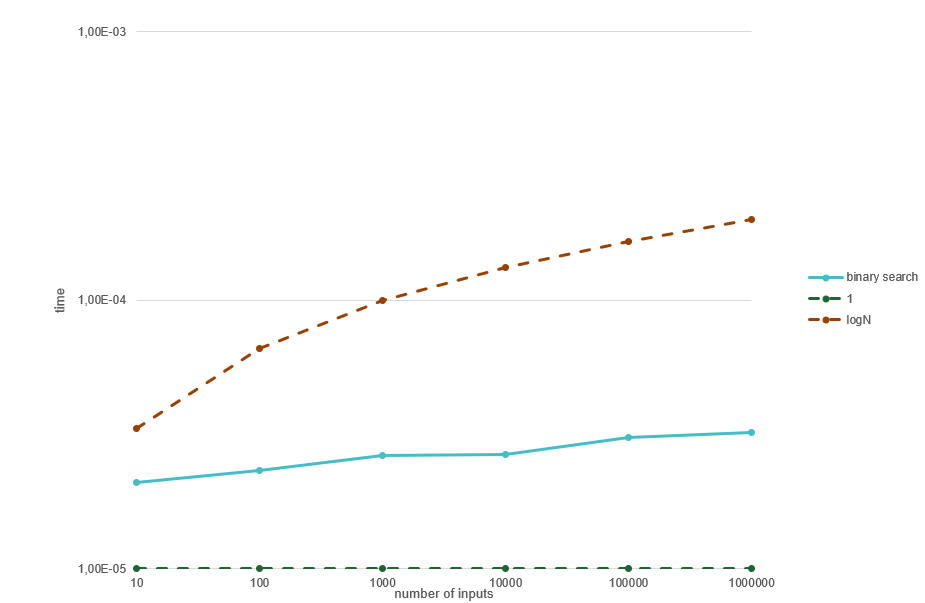 1,00E-03
1,00E-04
1,00E-05
time
10 100 1000 10000 100000 1000000
number of inputs
binary search
1
logN